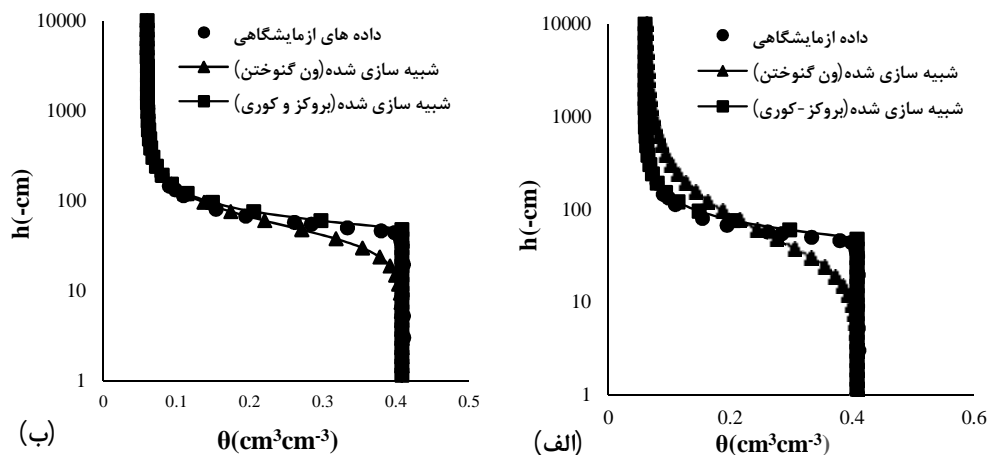 10000
1000
100
10
1
h(-cm)
داده ازمایشگاهی
شبیه سازی شده(ون گنوختن)
شبیه سازی شده(بروکز -کوری)
0
0.2
0.4
0.6
θ(cm³cm⁻³)
(الف)
10000
1000
100
10
1
h(-cm)
داده های ازمایشگاهی
شبیه سازی شده(ون گنوختن)
شبیه سازی شده(بروکز و کوری)
0
0.1
0.2
0.3
0.4
0.5
θ(cm³cm⁻³)
(ب)